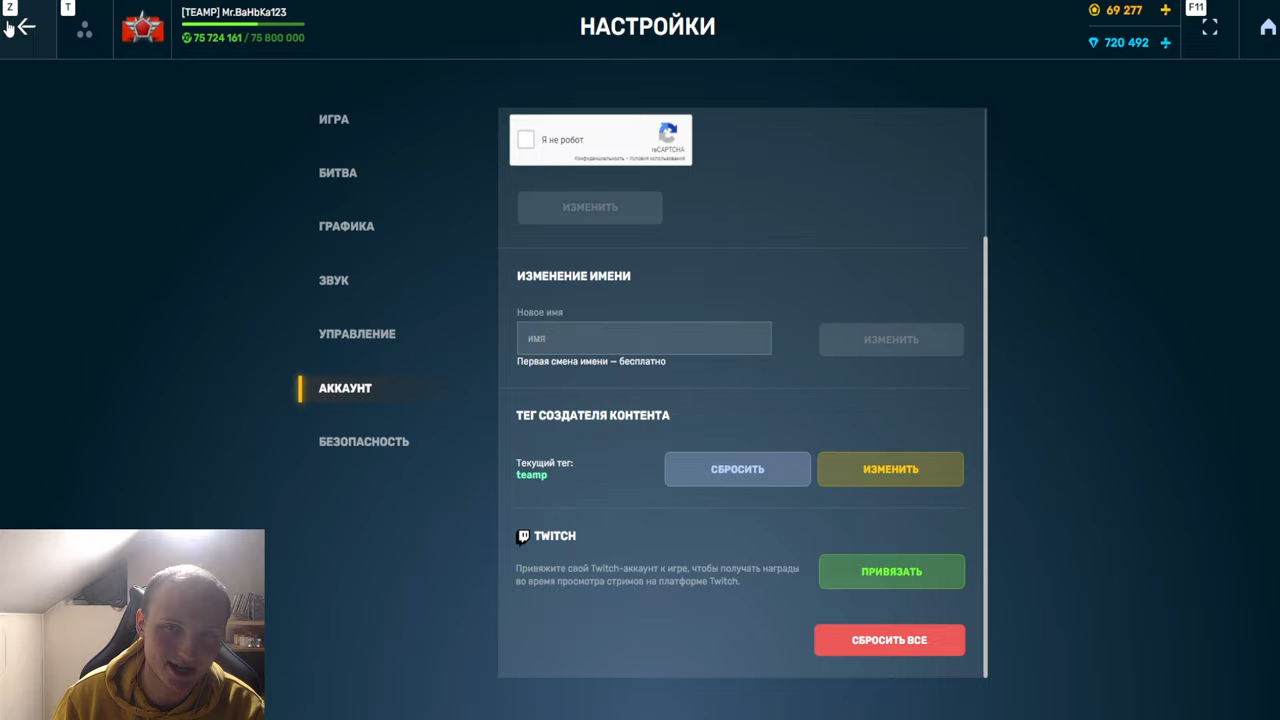 Z
T
[TEAMP] Mr.BaHbKa123
75 724 161 / 75 800 000
НАСТРОЙКИ
69 277
720 492
F11
ИГРА
БИТВА
ГРАФИКА
ЗВУК
УПРАВЛЕНИЕ
АККАУНТ
БЕЗОПАСНОСТЬ
Я не робот
reCAPTCHA
Конфиденциальность - Условия использования
ИЗМЕНИТЬ
ИЗМЕНЕНИЕ ИМЕНИ
Новое имя
имя
ИЗМЕНИТЬ
Первая смена имени — бесплатно
ТЕГ СОЗДАТЕЛЯ КОНТЕНТА
Текущий тег:
teamp
СБРОСИТЬ
ИЗМЕНИТЬ
TWITCH
Привяжите свой Twitch-аккаунт к игре, чтобы получать награды
во время просмотра стримов на платформе Twitch.
ПРИВЯЗАТЬ
СБРОСИТЬ ВСЕ